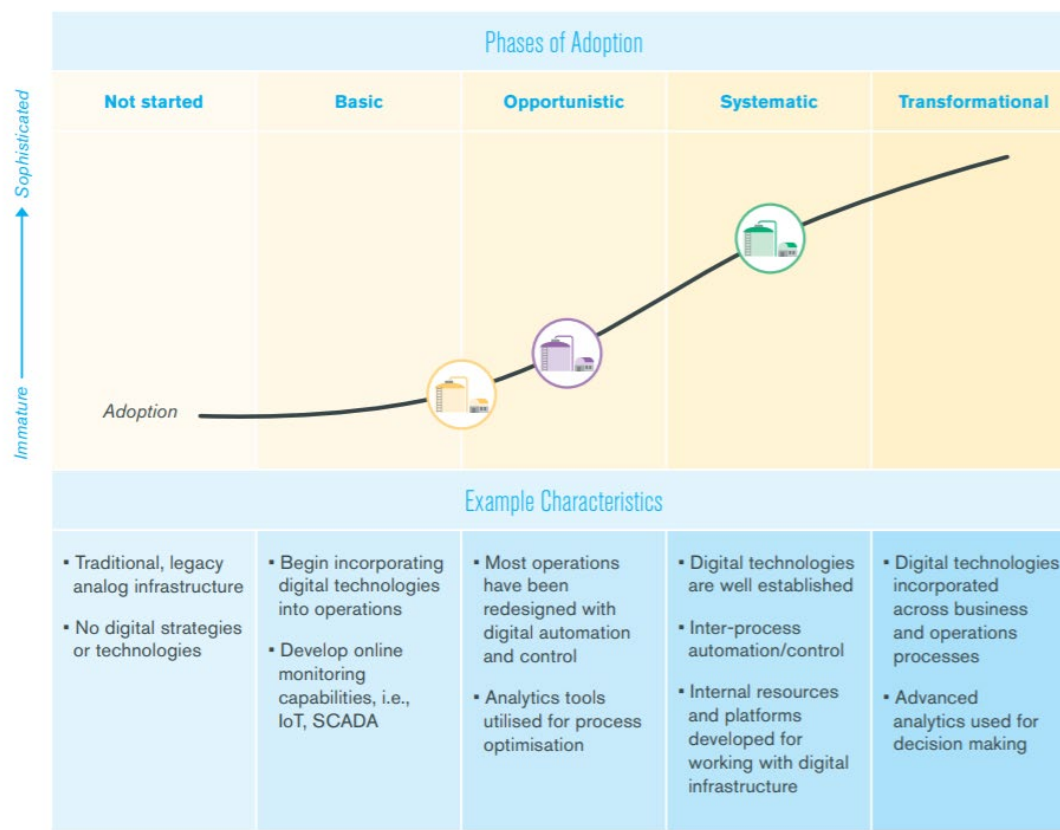 Phases of Adoption
Not started
Basic
Opportunistic
Systematic
Transformational
Sophisticated
Immature
Adoption
Example Characteristics
▪ Traditional, legacy
analog infrastructure
▪ No digital strategies
or technologies
▪ Begin incorporating
digital technologies
into operations
▪ Develop online
monitoring
capabilities, i.e.,
IoT, SCADA
▪ Most operations
have been
redesigned with
digital automation
and control
▪ Analytics tools
utilised for process
optimisation
▪ Digital technologies
are well established
▪ Inter-process
automation/control
▪ Internal resources
and platforms
developed for
working with digital
infrastructure
▪ Digital technologies
incorporated
across business
and operations
processes
▪ Advanced
analytics used for
decision making